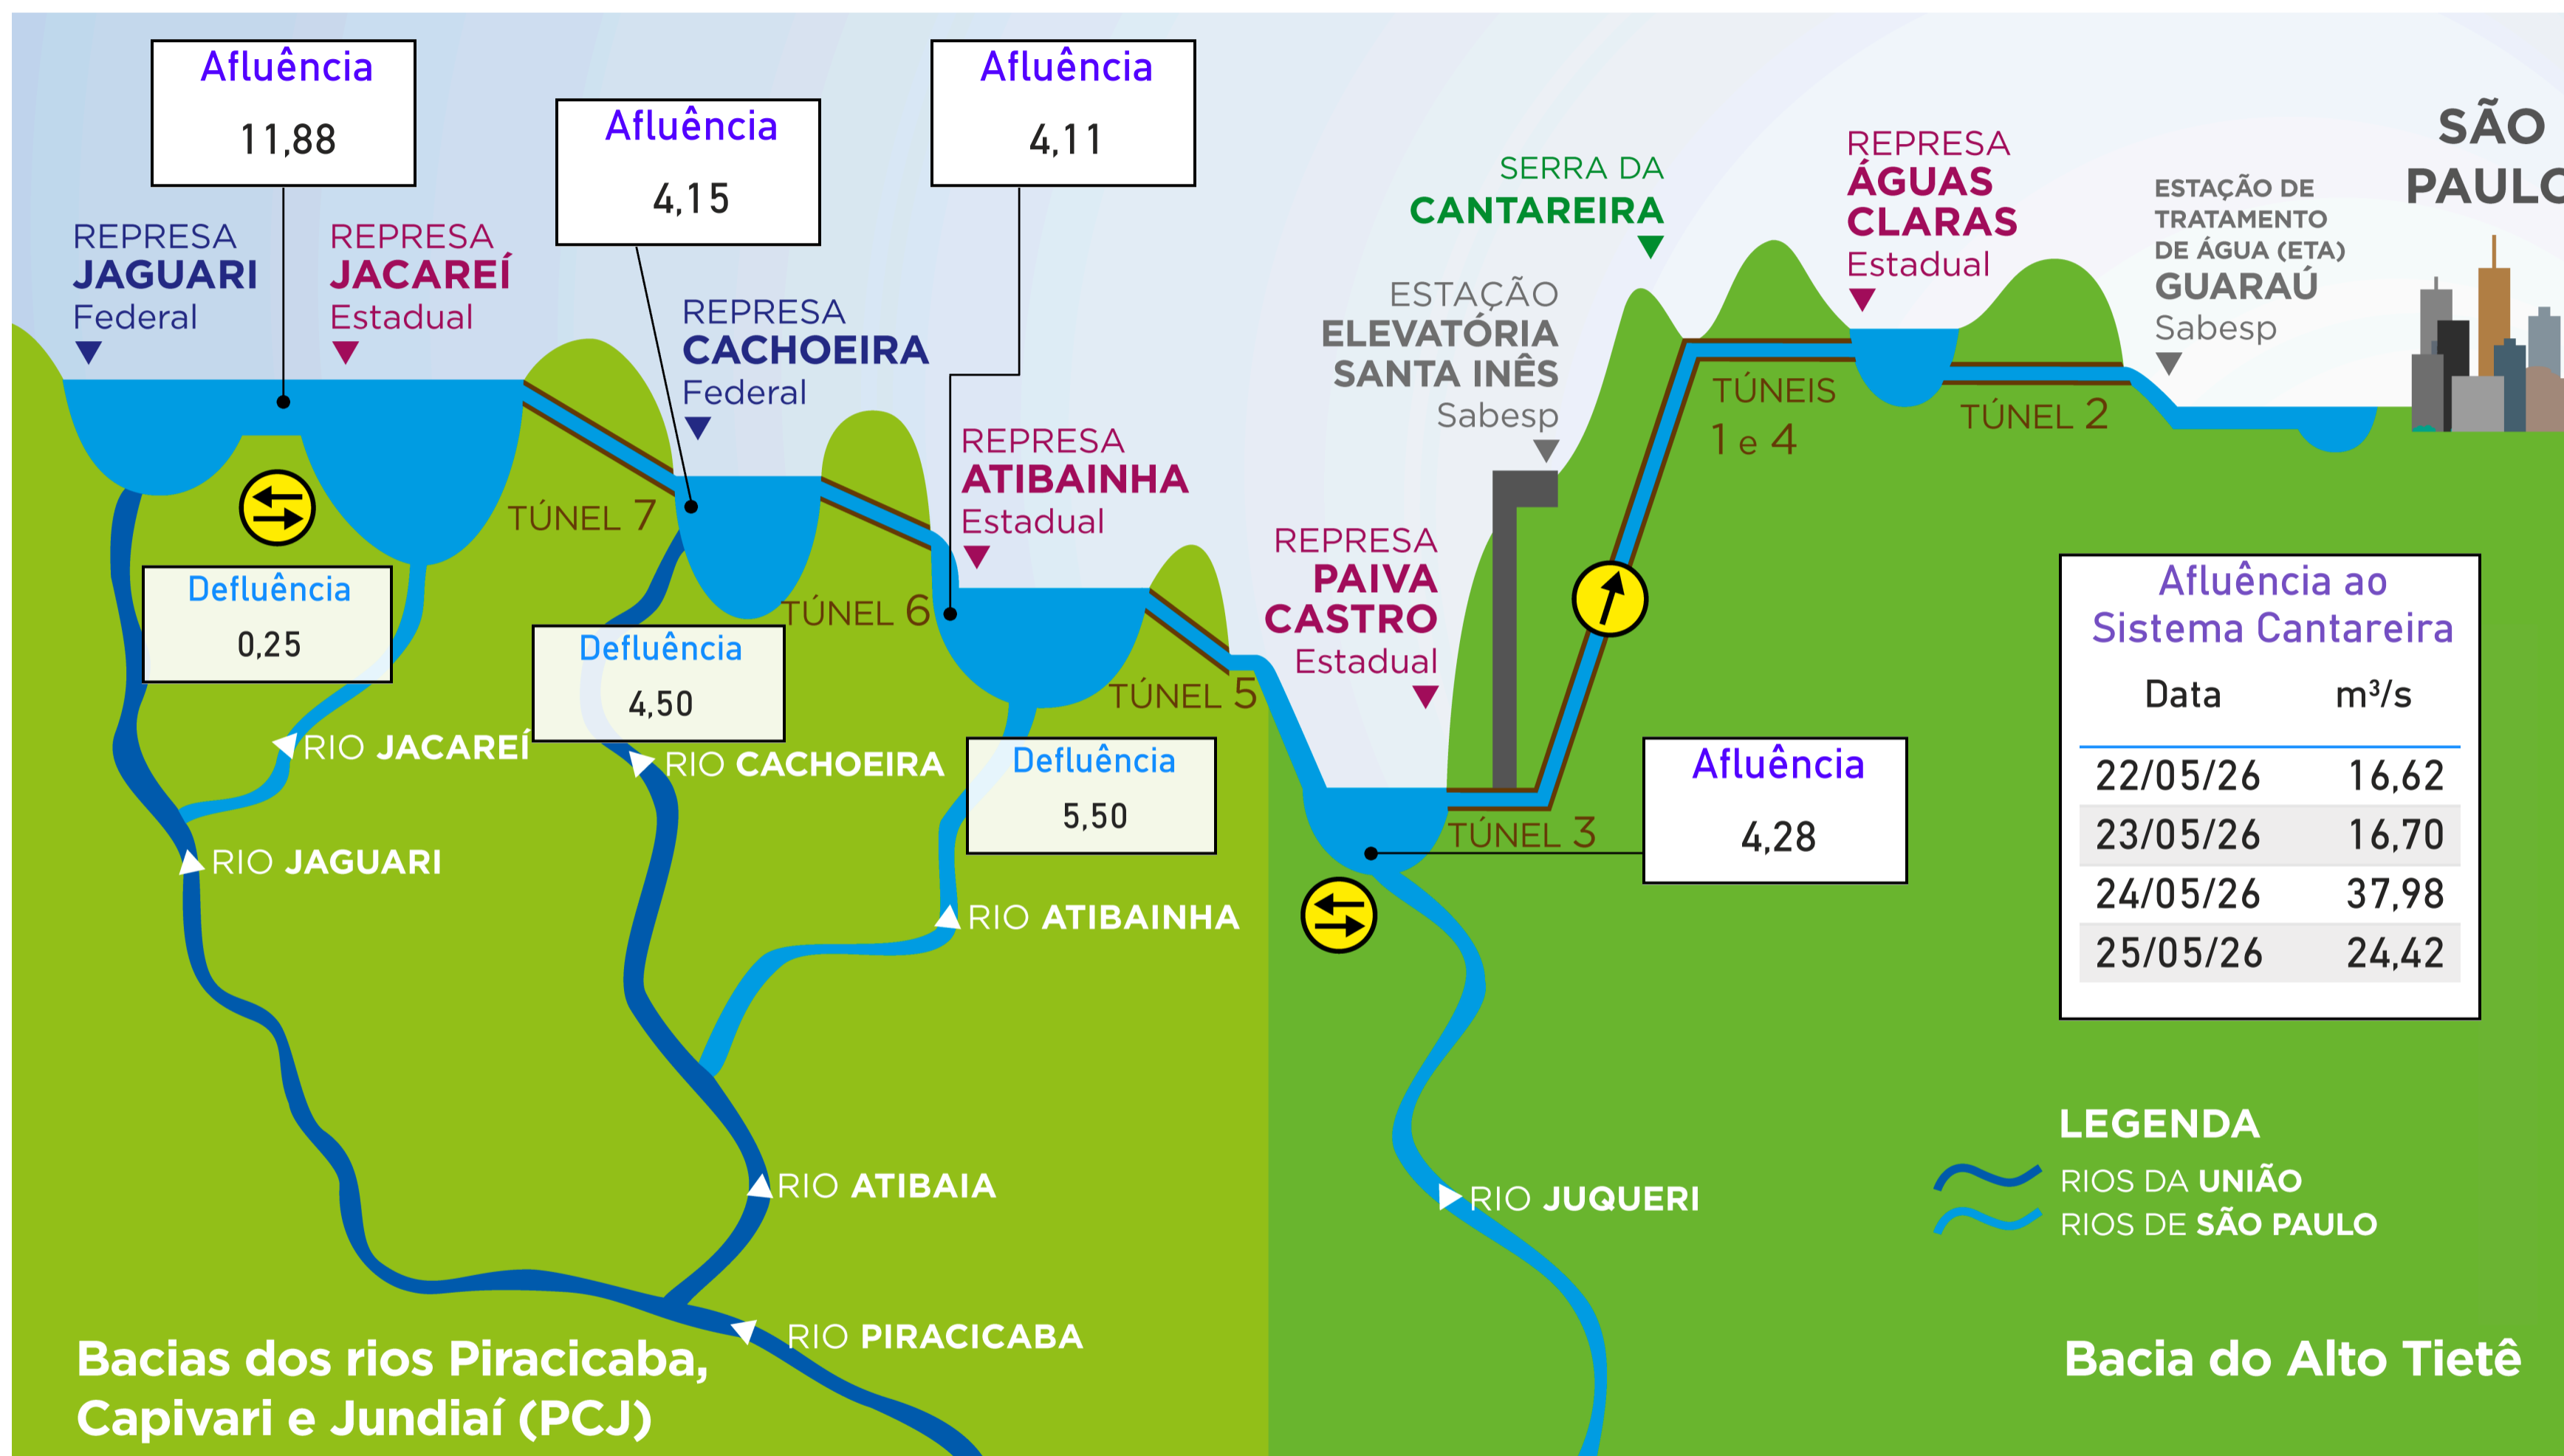 Afluência
11,88
Afluência
4,15
Afluência
4,11
REPRESA
JAGUARI
Federal
REPRESA
JACAREÍ
Estadual
REPRESA
CACHOEIRA
Federal
REPRESA
ATIBAINHA
Estadual
SERRA DA
CANTAREIRA
ESTAÇÃO
ELEVATÓRIA
SANTA INÊS
Sabesp
REPRESA
ÁGUAS
CLARAS
Estadual
ESTAÇÃO DE
TRATAMENTO
DE ÁGUA (ETA)
GUARAÚ
Sabesp
SÃO
PAULO
TÚNEIS
1 e 4
TÚNEL 2
TÚNEL 7
TÚNEL 6
TÚNEL 5
REPRESA
PAIVA
CASTRO
Estadual
TÚNEL 3
Defluência
0,25
Defluência
4,50
Defluência
5,50
Afluência
4,28
Afluência ao
Sistema Cantareira
Data m³/s
22/05/26 16,62
23/05/26 16,70
24/05/26 37,98
25/05/26 24,42
RIO JACAREÍ
RIO CACHOEIRA
RIO JAGUARI
RIO ATIBAINHA
RIO ATIBAIA
RIO JUQUERI
RIO PIRACICABA
LEGENDA
RIOS DA UNIÃO
RIOS DE SÃO PAULO
Bacias dos rios Piracicaba,
Capivari e Jundiaí (PCJ)
Bacia do Alto Tietê